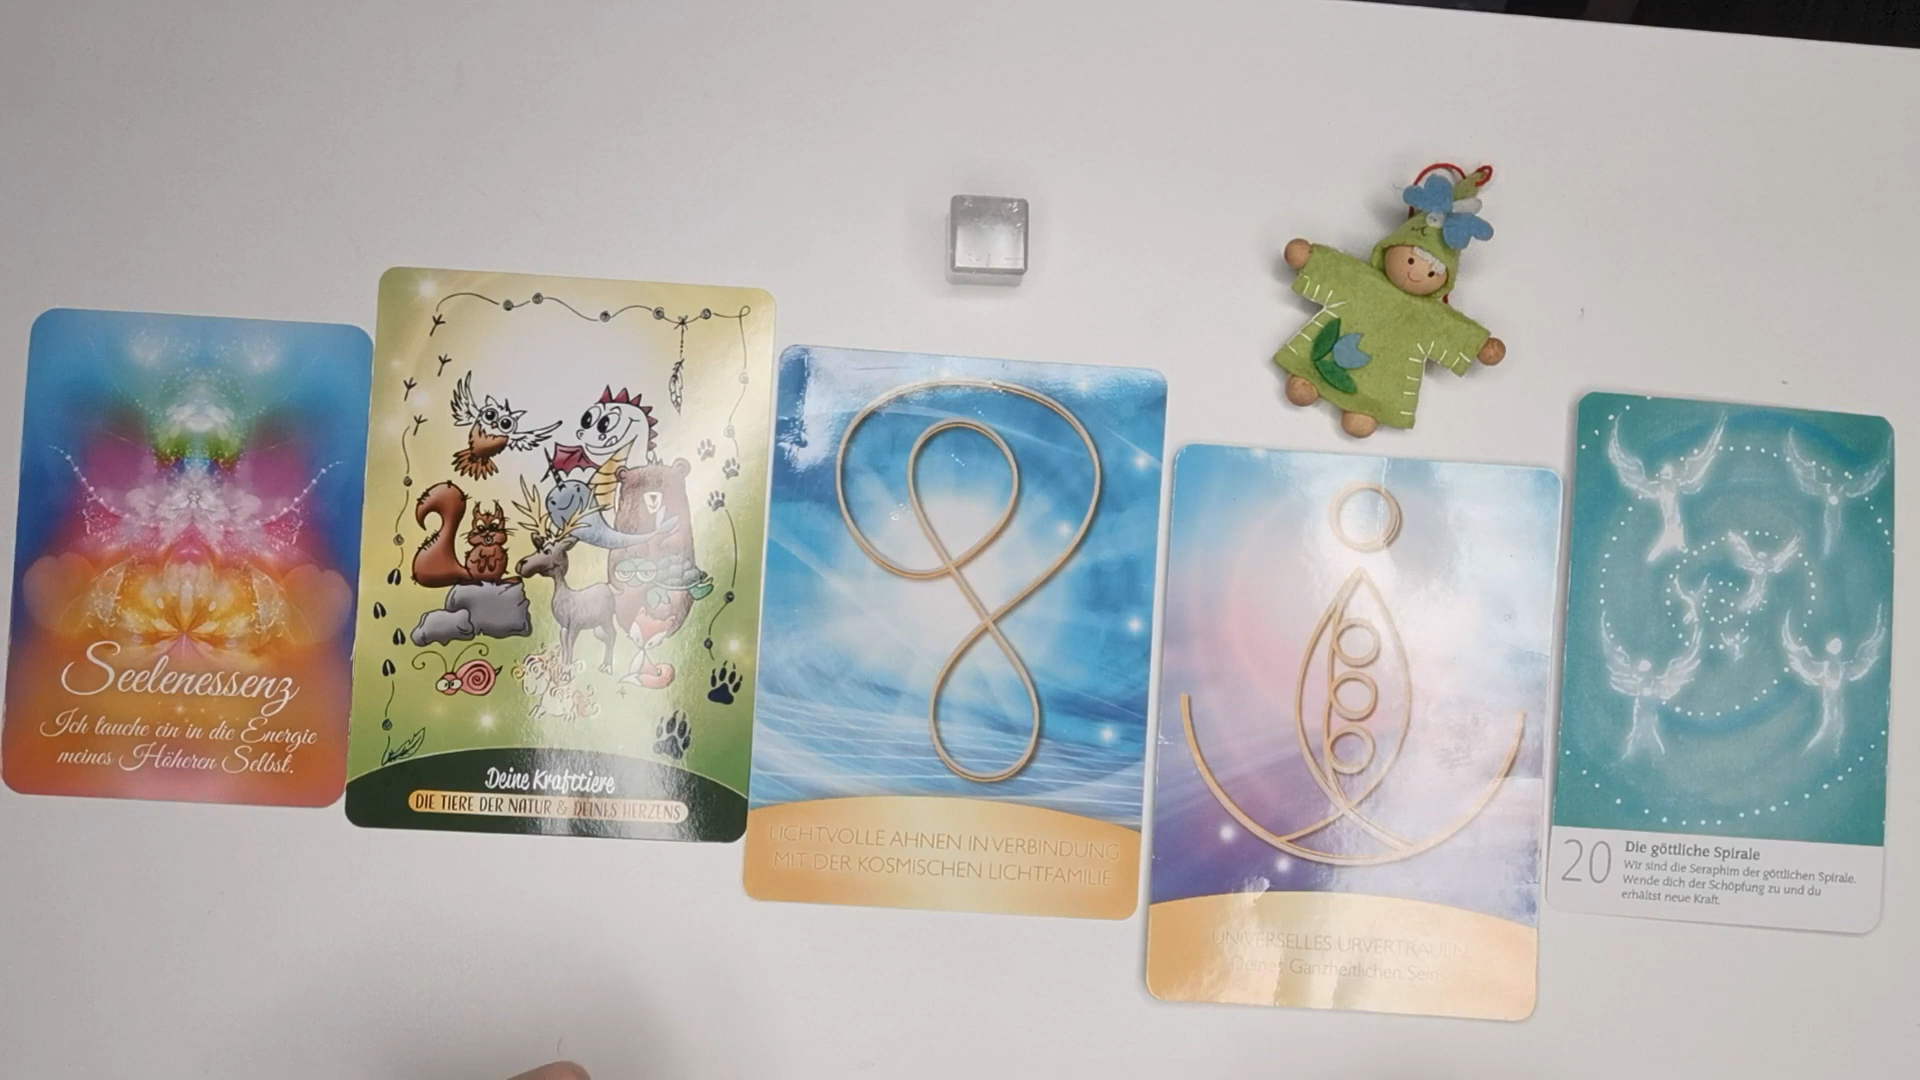 Seelenessenz
Ich tauche ein in die Energie
meines Höheren Selbst.
Deine Krafttiere
DIE TIERE DER NATUR & DEINES HERZENS
LICHTVOLLE AHNEN IN VERBINDUNG
MIT DER KOSMISCHEN LICHTFAMILIE
UNIVERSELLES URVERTRAUEN
Deines Ganzheitlichen Seins
20
Die göttliche Spirale
Wir sind die Seraphim der göttlichen Spirale.
Wende dich der Schöpfung zu und du
erhältst neue Kraft.